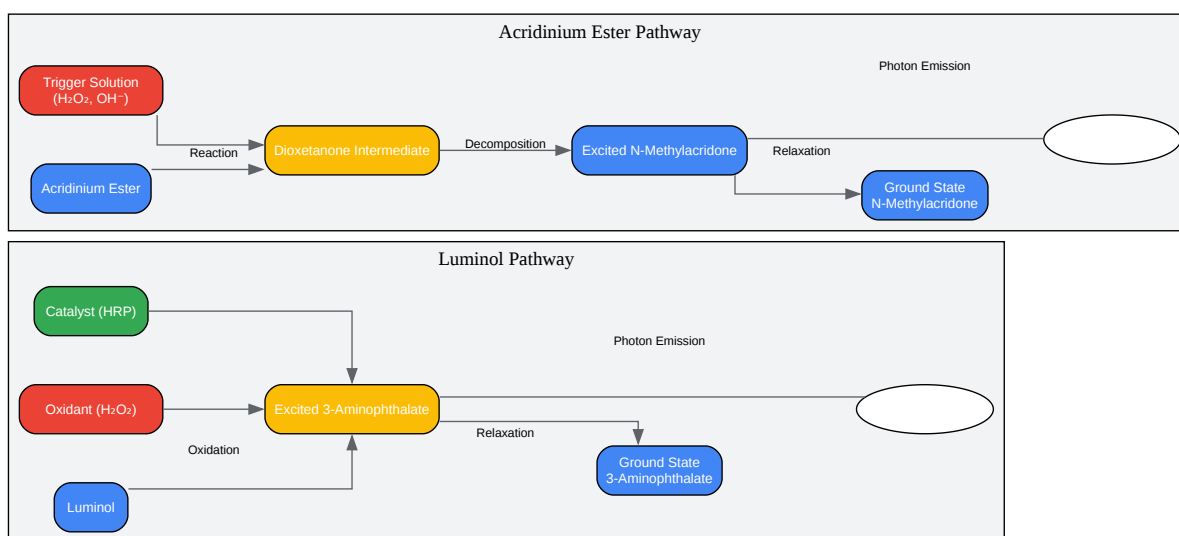 Acridinium Ester Pathway
Photon Emission
Trigger Solution
(H₂O₂, OH⁻)
Reaction
Dioxetanone Intermediate
Decomposition
Excited N-Methylacridone
Relaxation
Acridinium Ester
Ground State
N-Methylacridone
Luminol Pathway
Catalyst (HRP)
Photon Emission
Oxidant (H₂O₂)
Excited 3-Aminophthalate
Relaxation
Oxidation
Ground State
3-Aminophthalate
Luminol